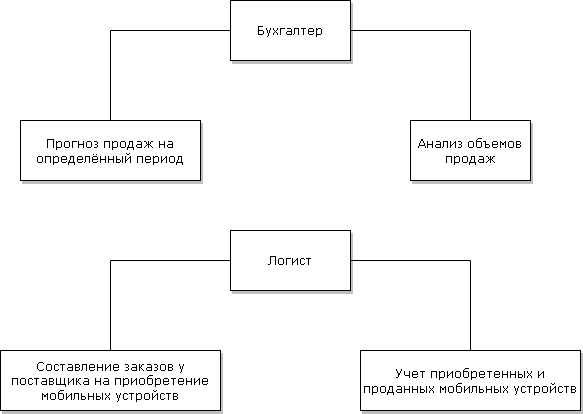 Бухгалтер
Прогноз продаж на
определённый период
Анализ объемов
продаж
Логист
Составление заказов у
поставщика на приобретение
мобильных устройств
Учет приобретенных и
проданных мобильных устройств